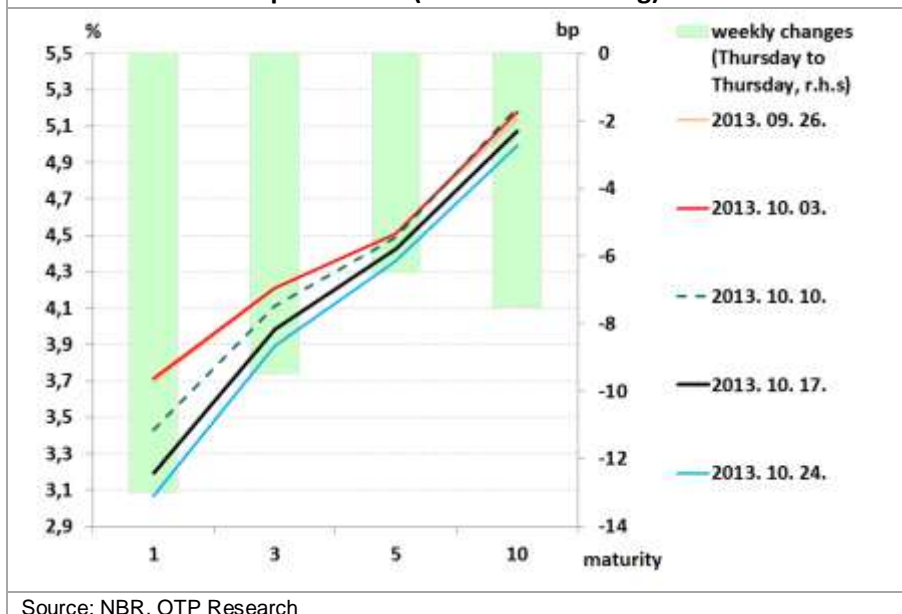 %
bp
5,5
5,3
5,1
4,9
4,7
4,5
4,3
4,1
3,9
3,7
3,5
3,3
3,1
2,9
0
-2
-4
-6
-8
-10
-12
-14
1 3 5 10 maturity
weekly changes
(Thursday to
Thursday, r.h.s)
2013. 09. 26.
2013. 10. 03.
2013. 10. 10.
2013. 10. 17.
2013. 10. 24.
Source: NBR, OTP Research